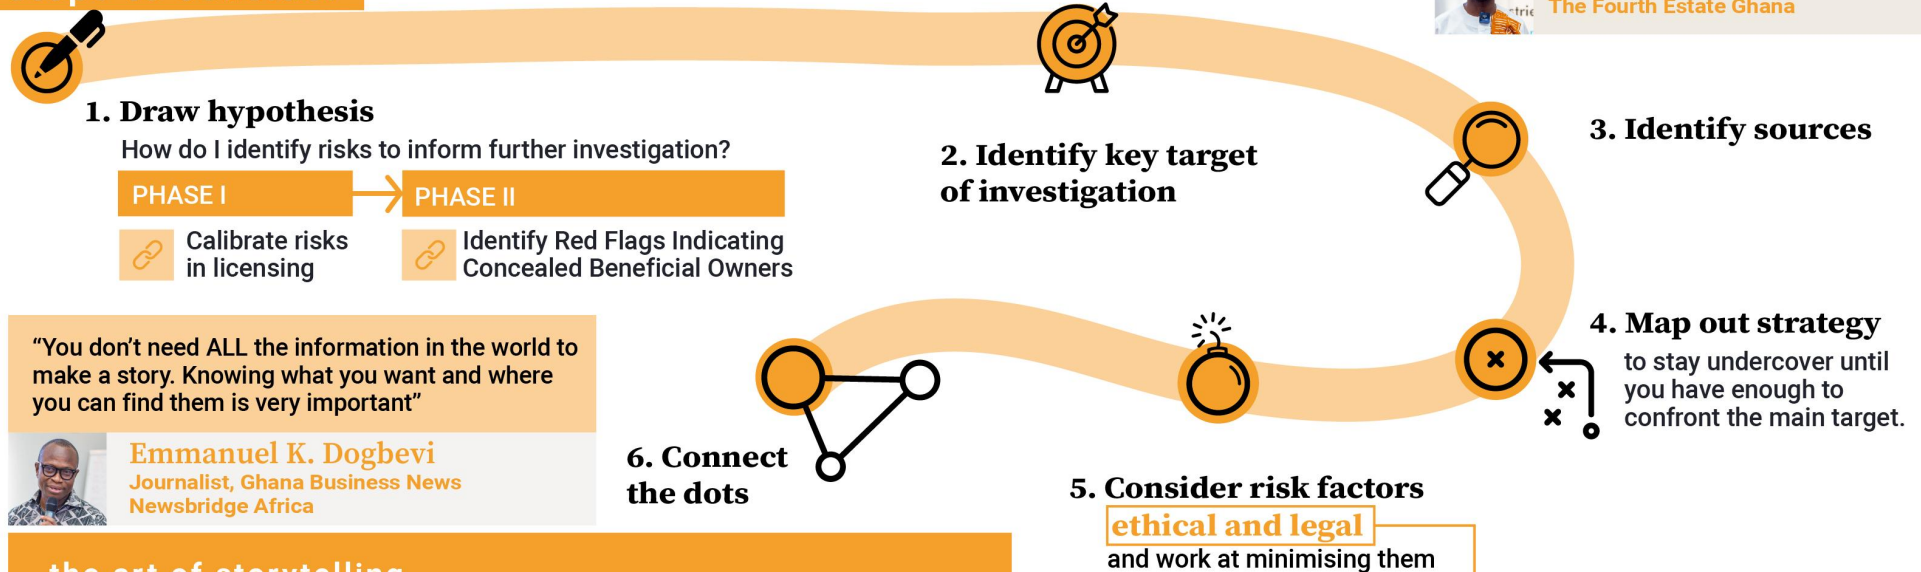 The Fourth Estate Ghana
1. Draw hypothesis
How do I identify risks to inform further investigation?
PHASE I
PHASE II
Calibrate risks
in licensing
Identify Red Flags Indicating
Concealed Beneficial Owners
2. Identify key target
of investigation
3. Identify sources
4. Map out strategy
to stay undercover until
you have enough to
confront the main target.
5. Consider risk factors
ethical and legal
and work at minimising them
6. Connect
the dots
“You don’t need ALL the information in the world to
make a story. Knowing what you want and where
you can find them is very important”
Emmanuel K. Dogbevi
Journalist, Ghana Business News
Newsbridge Africa
the art of storytelling